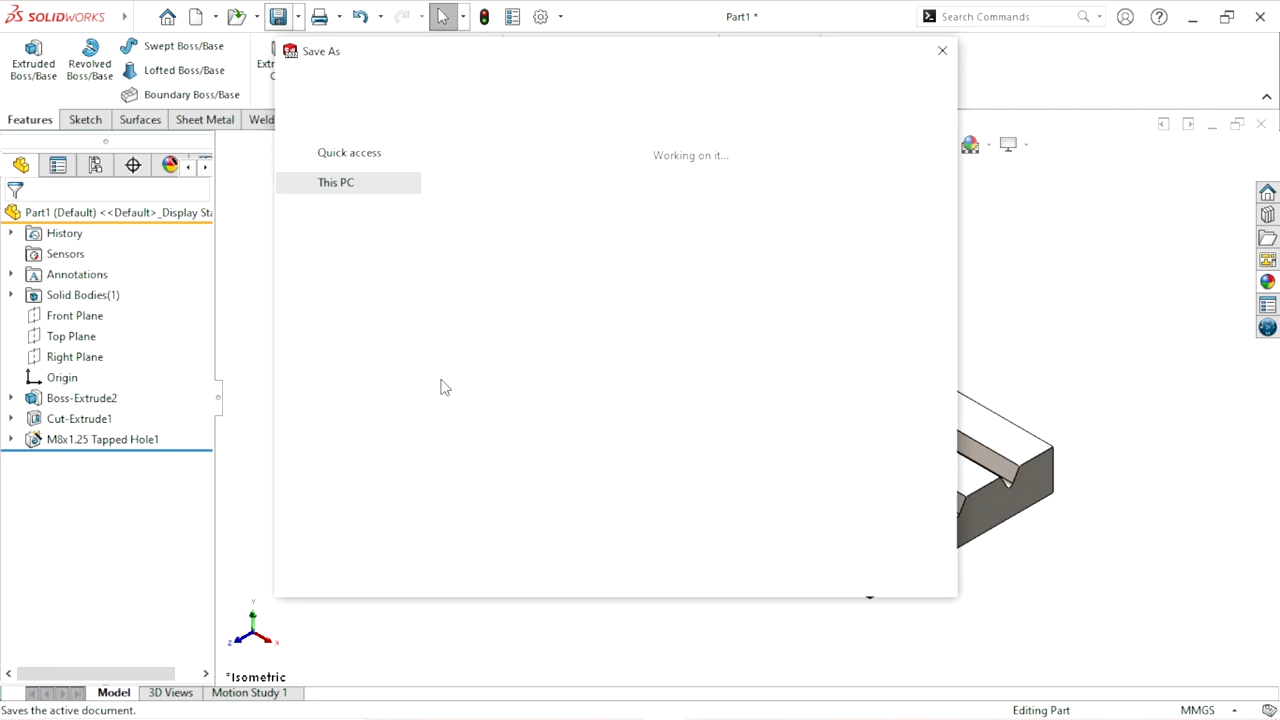 SOLIDWORKS
Part1 *
Search Commands
Extruded
Boss/Base
Revolved
Boss/Base
Swept Boss/Base
Lofted Boss/Base
Boundary Boss/Base
Features
Sketch
Surfaces
Sheet Metal
Save As
Quick access
This PC
Working on it...
Part1 (Default) <<Default>_Display
History
Sensors
Annotations
Solid Bodies(1)
Front Plane
Top Plane
Right Plane
Origin
Boss-Extrude2
Cut-Extrude1
M8x1.25 Tapped Hole1
Y
Z
X
*Isometric
Model
3D Views
Motion Study 1
Saves the active document.
Editing Part
MMGS